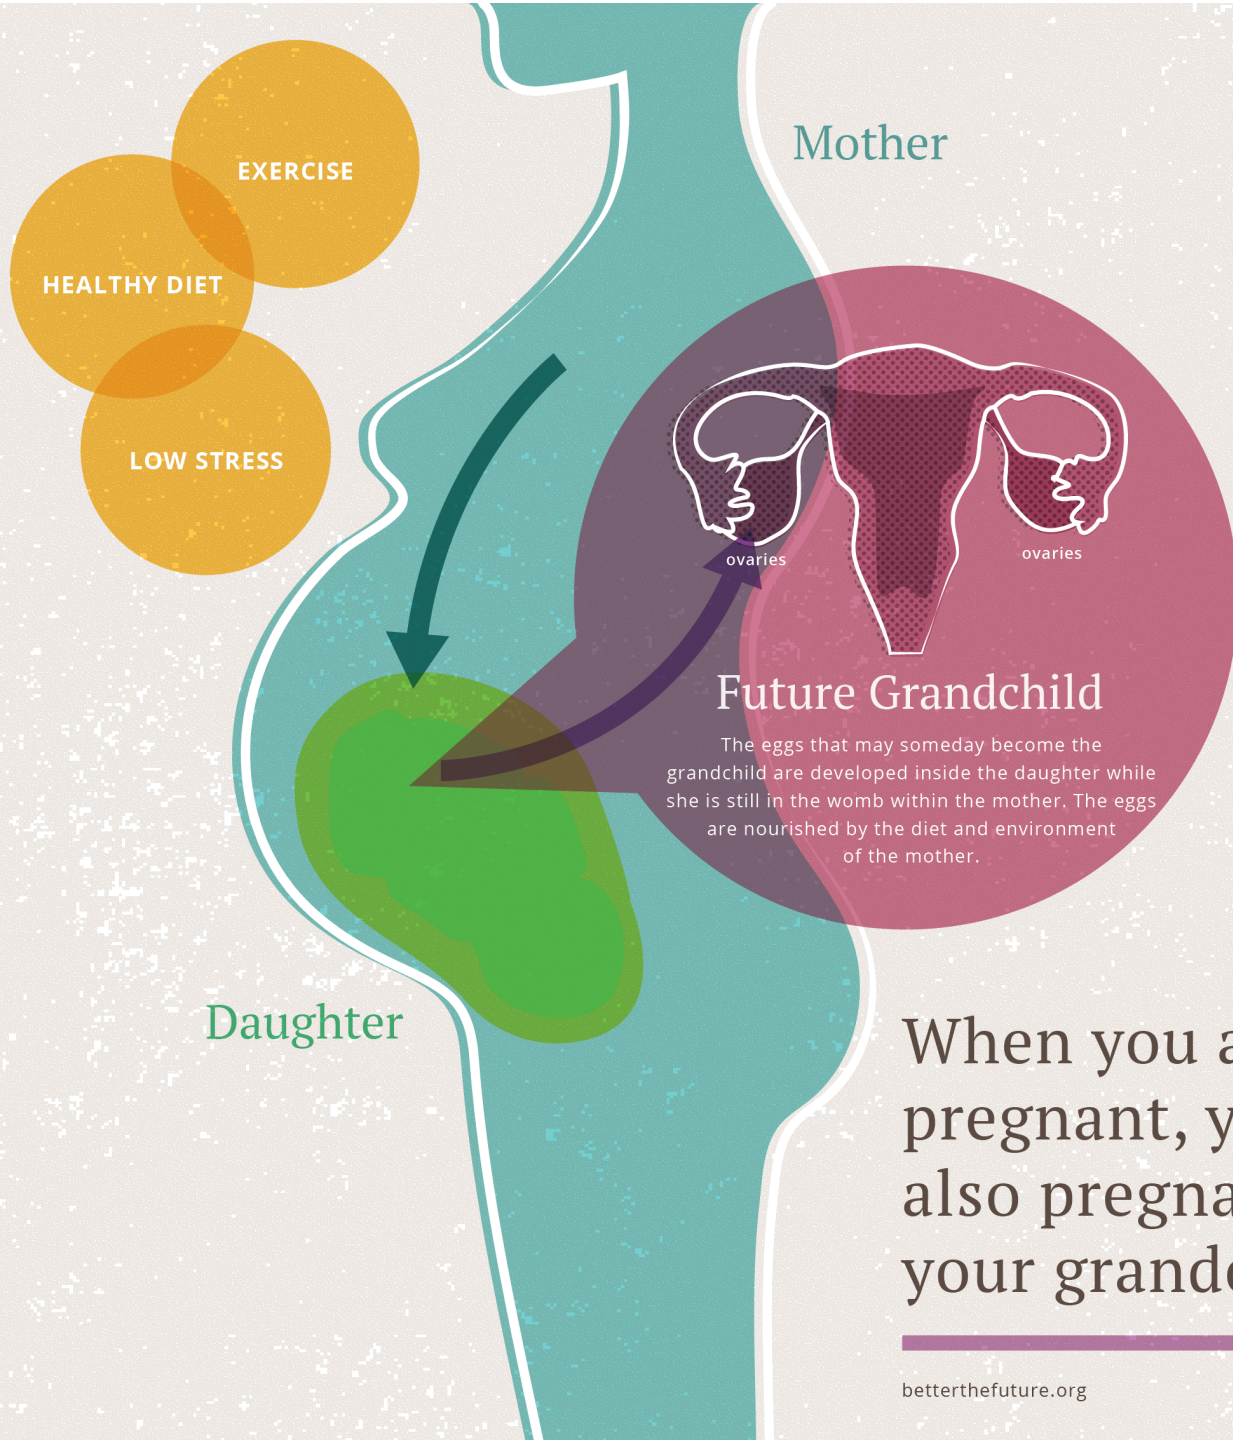 EXERCISE
HEALTHY DIET
LOW STRESS
Mother
ovaries
ovaries
Future Grandchild
The eggs that may someday become the
grandchild are developed inside the daughter while
she is still in the womb within the mother. The eggs
are nourished by the diet and environment
of the mother.
Daughter
When you a
pregnant, y
also pregna
your grand
betterthefuture.org